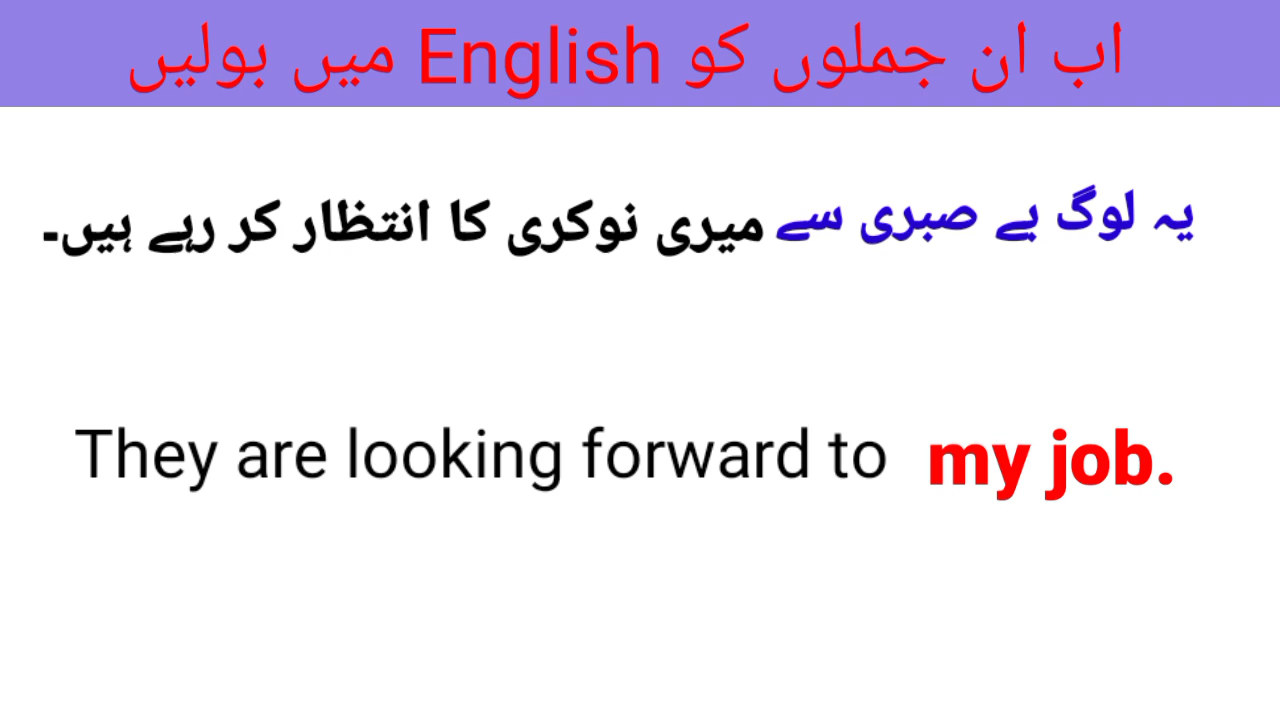 اب ان جملوں کو English میں بولیں
یہ لوگ بے صبری سے میری نوکری کا انتظار کر رہے ہیں۔
They are looking forward to my job.